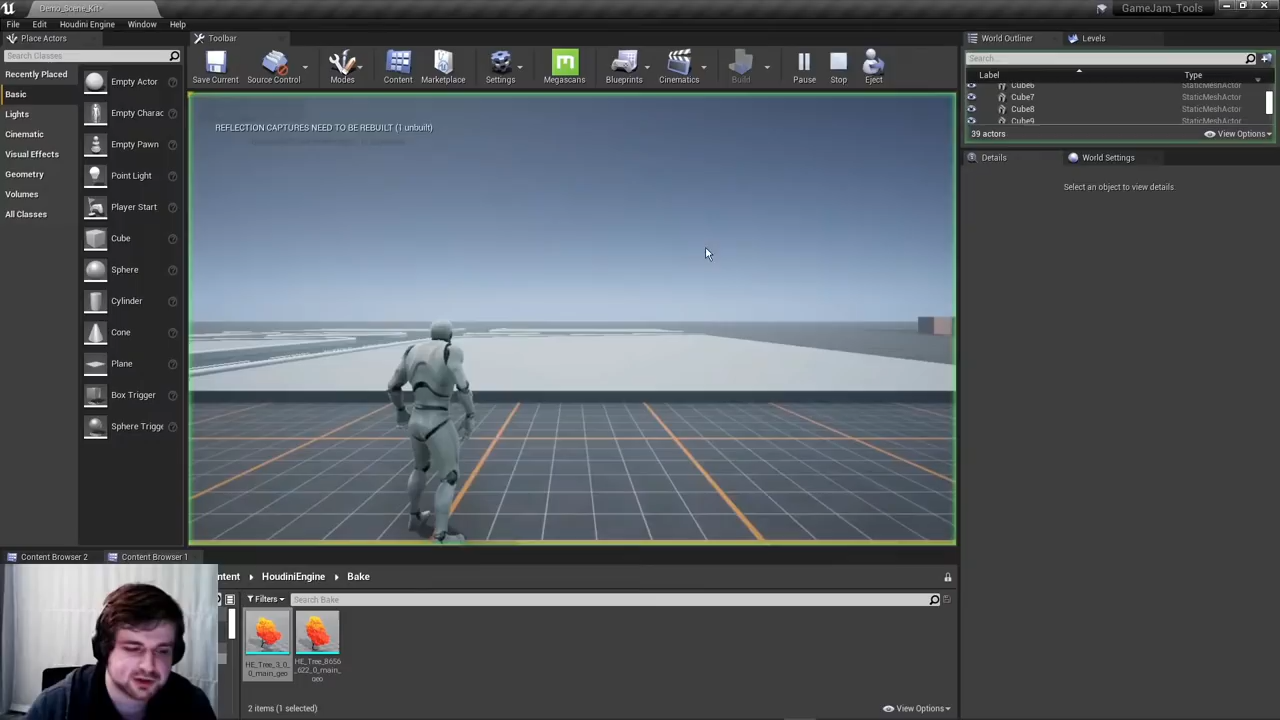 Demo_Scene_Kit*
GameJam_Tools
File
Edit
Houdini Engine
Window
Help
Place Actors
Search Classes
Recently Placed
Basic
Lights
Cinematic
Visual Effects
Geometry
Volumes
All Classes
Empty Actor
Empty Charac
Empty Pawn
Point Light
Player Start
Cube
Sphere
Cylinder
Cone
Plane
Box Trigger
Sphere Trigge
Toolbar
Save Current
Source Control
Modes
Content
Marketplace
Settings
Megascans
Blueprints
Cinematics
Build
Pause
Stop
Eject
REFLECTION CAPTURES NEED TO BE REBUILT (1 unbuilt)
World Outliner
Levels
Search...
Label
Type
Cube6
StaticMeshActor
Cube7
StaticMeshActor
Cube8
StaticMeshActor
Cube9
StaticMeshActor
39 actors
View Options
Details
World Settings
Select an object to view details
Content Browser 2
Content Browser 1
ntent
HoudiniEngine
Bake
Filters
Search Bake
HE_Tree_3_0_
0_main_geo
HE_Tree_8656
_622_0_main_
geo
2 items (1 selected)
View Options